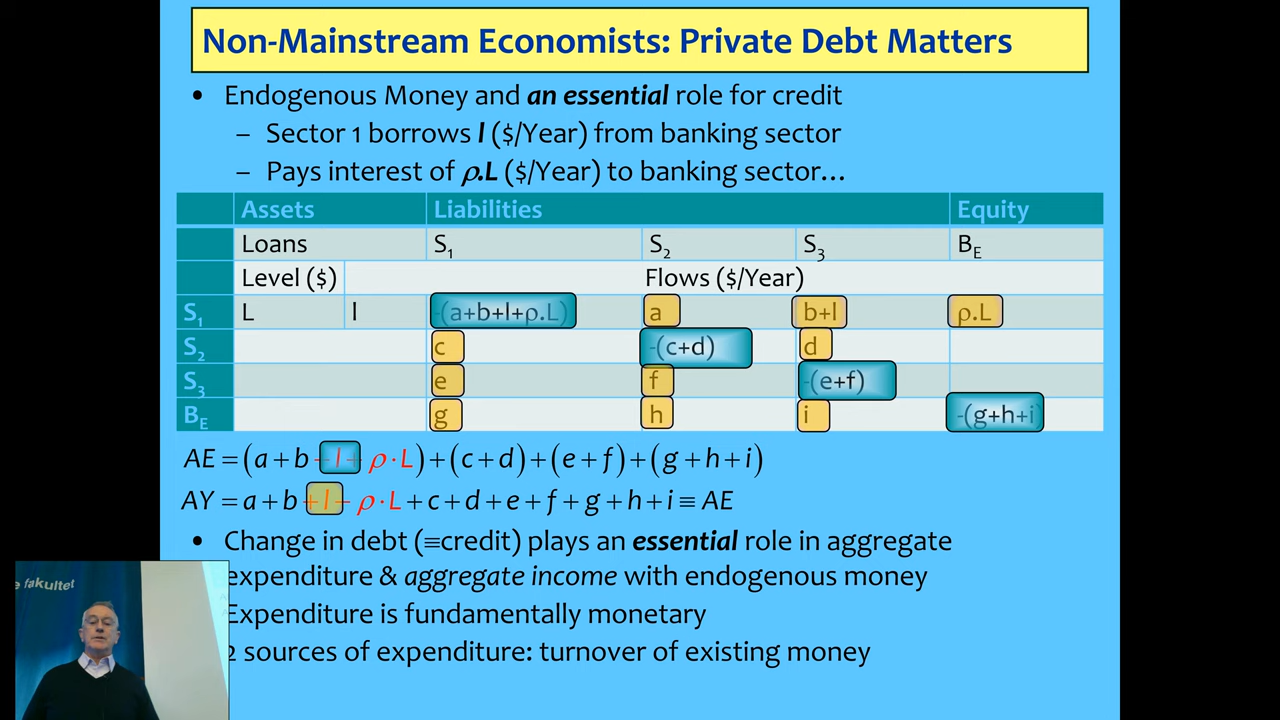 Non-Mainstream Economists: Private Debt Matters
• Endogenous Money and an essential role for credit
– Sector 1 borrows l ($/Year) from banking sector
– Pays interest of ρ.L ($/Year) to banking sector…
Assets Liabilities Equity
Loans S₁ S₂ S₃ B_E
Level ($) Flows ($/Year)
S₁ L l -(a+b+l+ρ.L) a b+l ρ.L
S₂ c -(c+d) d
S₃ e f -(e+f)
B_E g h i -(g+h+i)
AE = (a + b + l + ρ·L) + (c + d) + (e + f) + (g + h + i)
AY = a + b + l + ρ·L + c + d + e + f + g + h + i ≡ AE
• Change in debt (≡credit) plays an essential role in aggregate
expenditure & aggregate income with endogenous money
Expenditure is fundamentally monetary
2 sources of expenditure: turnover of existing money
fakultet